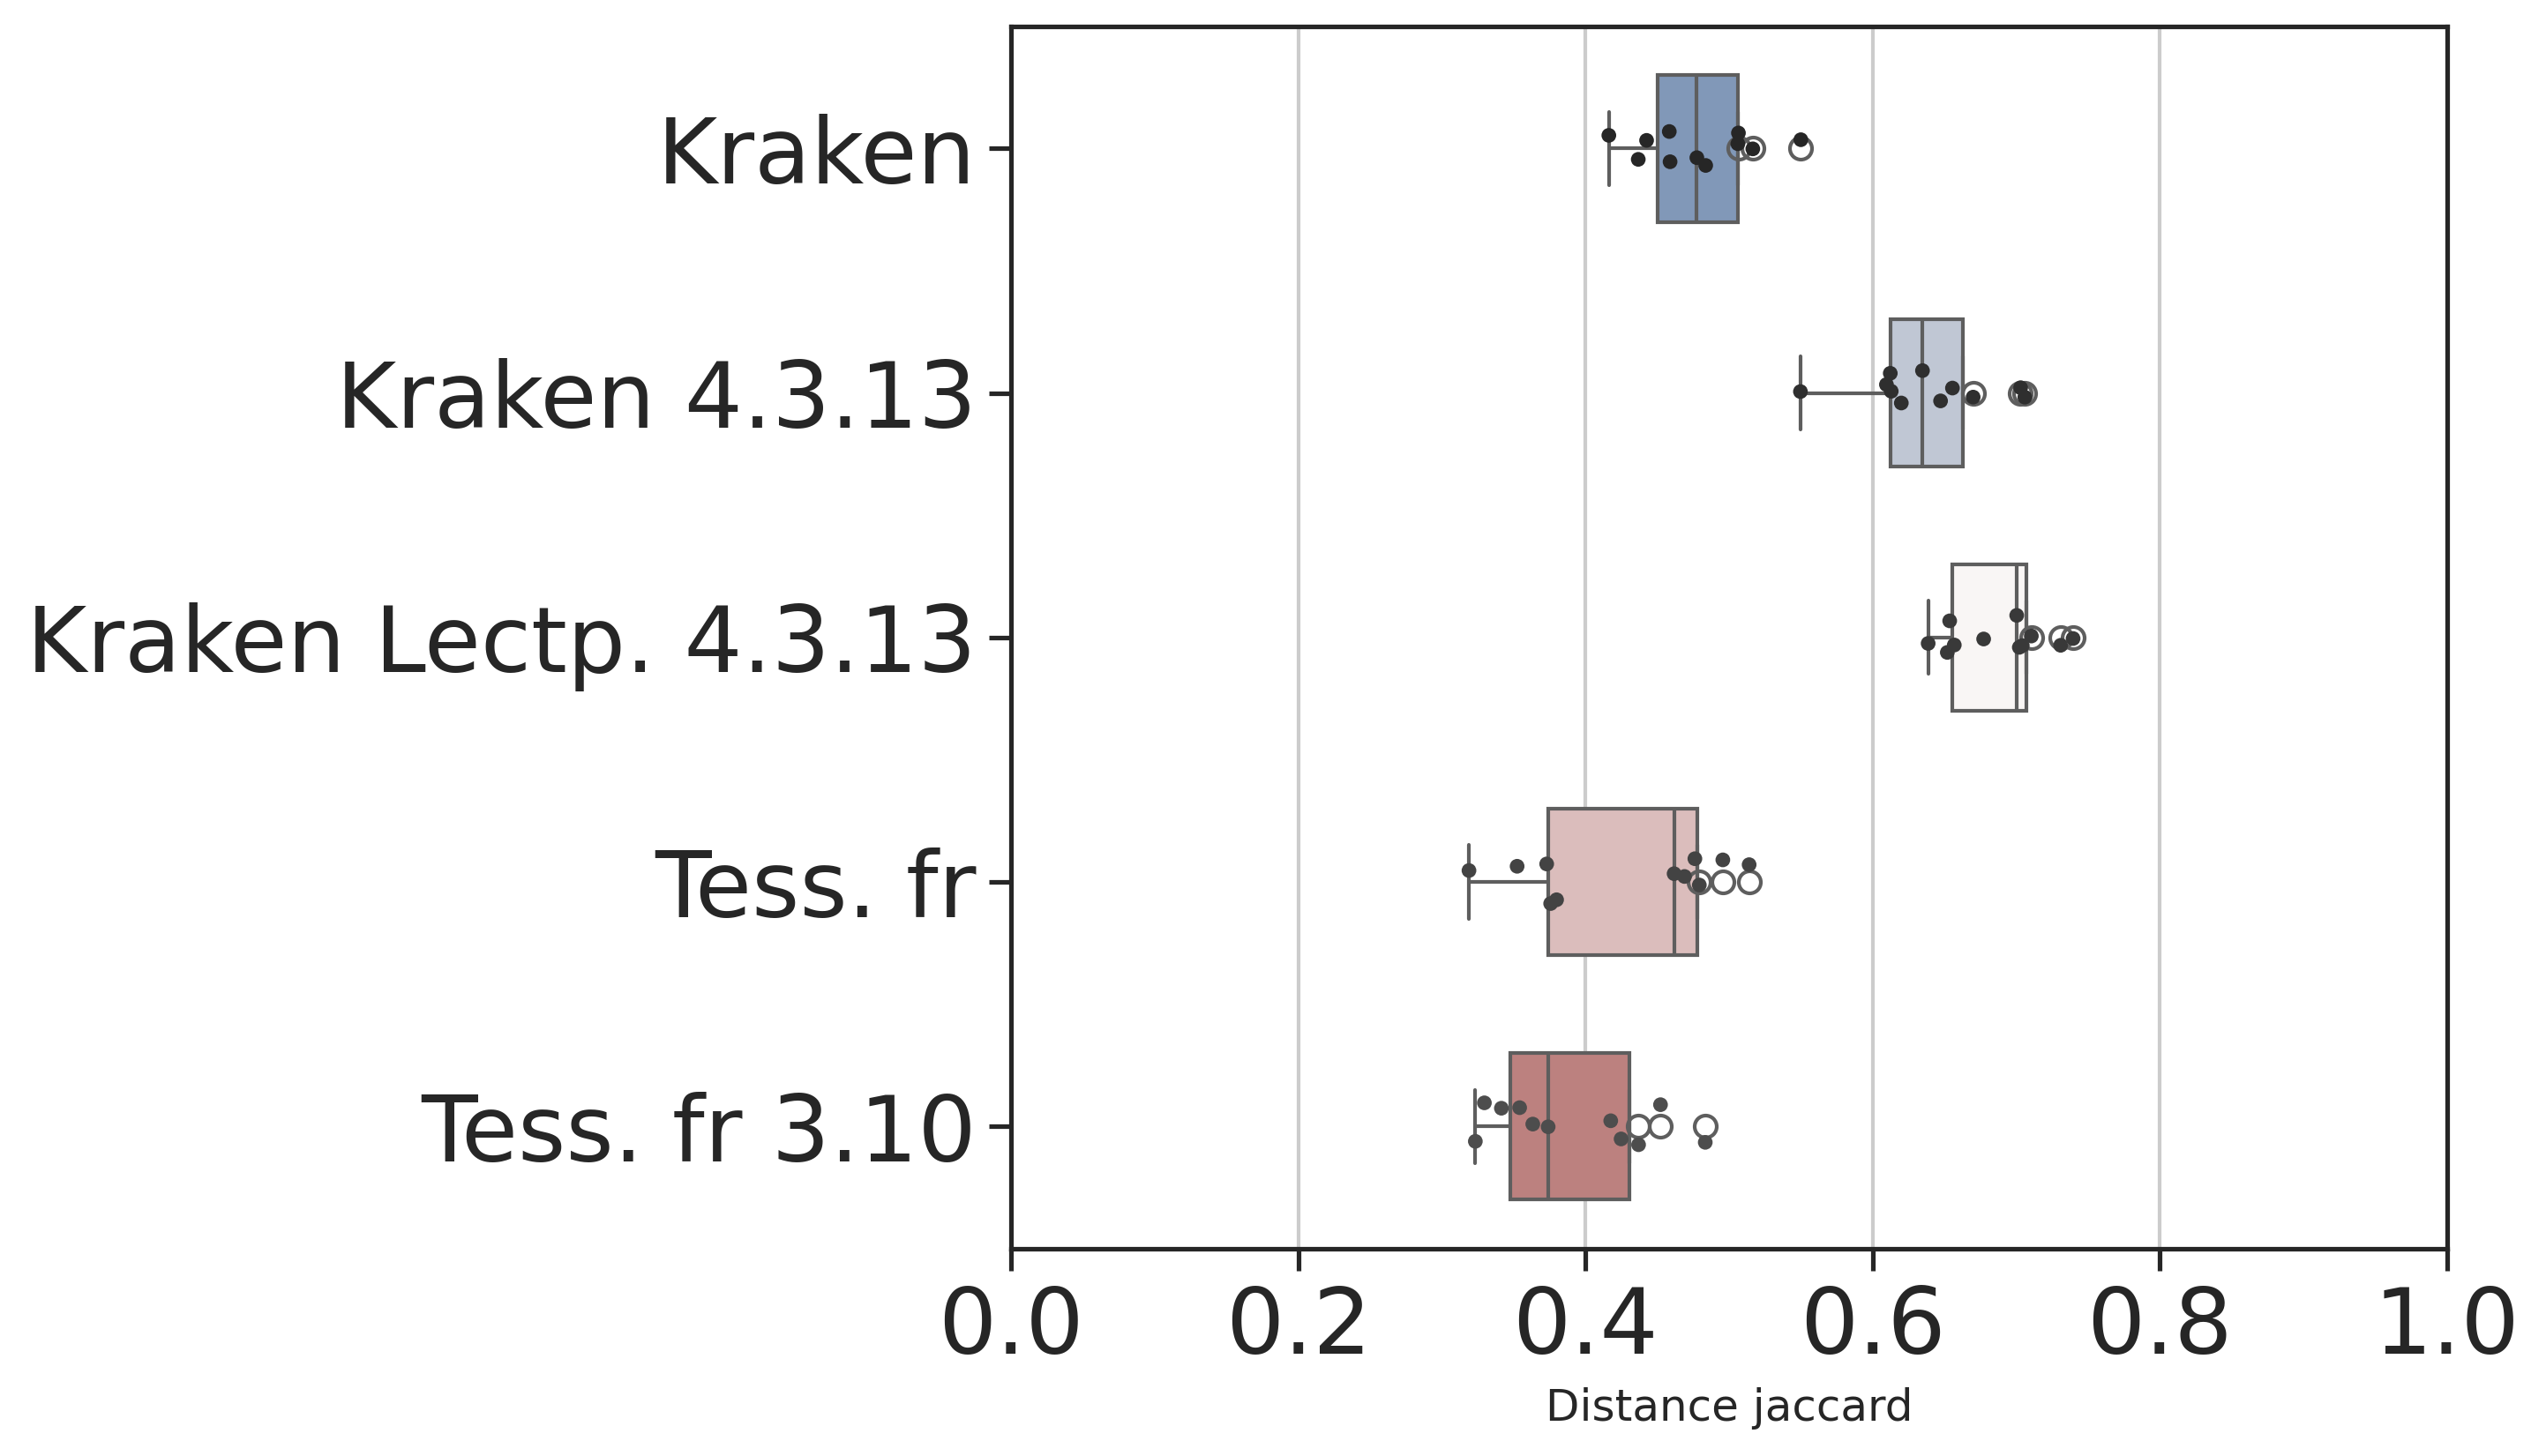 Kraken
Kraken 4.3.13
Kraken Lectp. 4.3.13
Tess. fr
Tess. fr 3.10
0.0 0.2 0.4 0.6 0.8 1.0
Distance jaccard